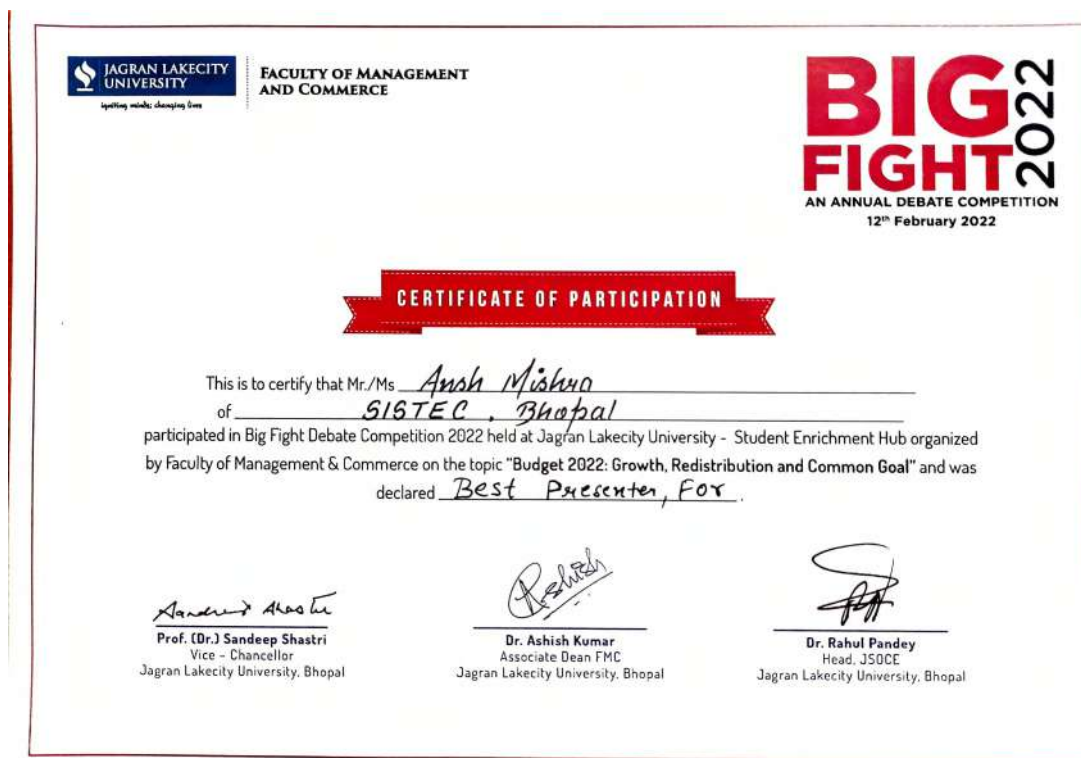 JAGRAN LAKECITY
UNIVERSITY
igniting minds; changing lives
FACULTY OF MANAGEMENT
AND COMMERCE
BIG
FIGHT
2022
AN ANNUAL DEBATE COMPETITION
12th February 2022
CERTIFICATE OF PARTICIPATION
This is to certify that Mr./Ms Ansh Mishra
of SISTEC, Bhopal
participated in Big Fight Debate Competition 2022 held at Jagran Lakecity University - Student Enrichment Hub organized
by Faculty of Management & Commerce on the topic "Budget 2022: Growth, Redistribution and Common Goal" and was
declared Best Presenter, For.
Ashish
Prof. (Dr.) Sandeep Shastri
Vice - Chancellor
Jagran Lakecity University, Bhopal
Dr. Ashish Kumar
Associate Dean FMC
Jagran Lakecity University, Bhopal
Dr. Rahul Pandey
Head, JSOCE
Jagran Lakecity University, Bhopal